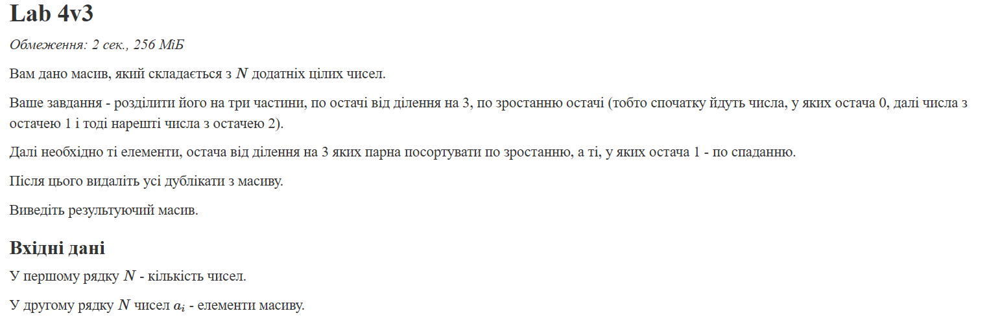 Lab 4v3
Обмеження: 2 сек., 256 МіБ
Вам дано масив, який складається з N додатніх цілих чисел.
Ваше завдання - розділити його на три частини, по остачі від ділення на 3, по зростанню остачі (тобто спочатку йдуть числа, у яких остача 0, далі числа з
остачею 1 і тоді нарешті числа з остачею 2).
Далі необхідно ті елементи, остача від ділення на 3 яких парна посортувати по зростанню, а ті, у яких остача 1 - по спаданню.
Після цього видаліть усі дублікати з масиву.
Виведіть результуючий масив.
Вхідні дані
У першому рядку N - кількість чисел.
У другому рядку N чисел aᵢ - елементи масиву.